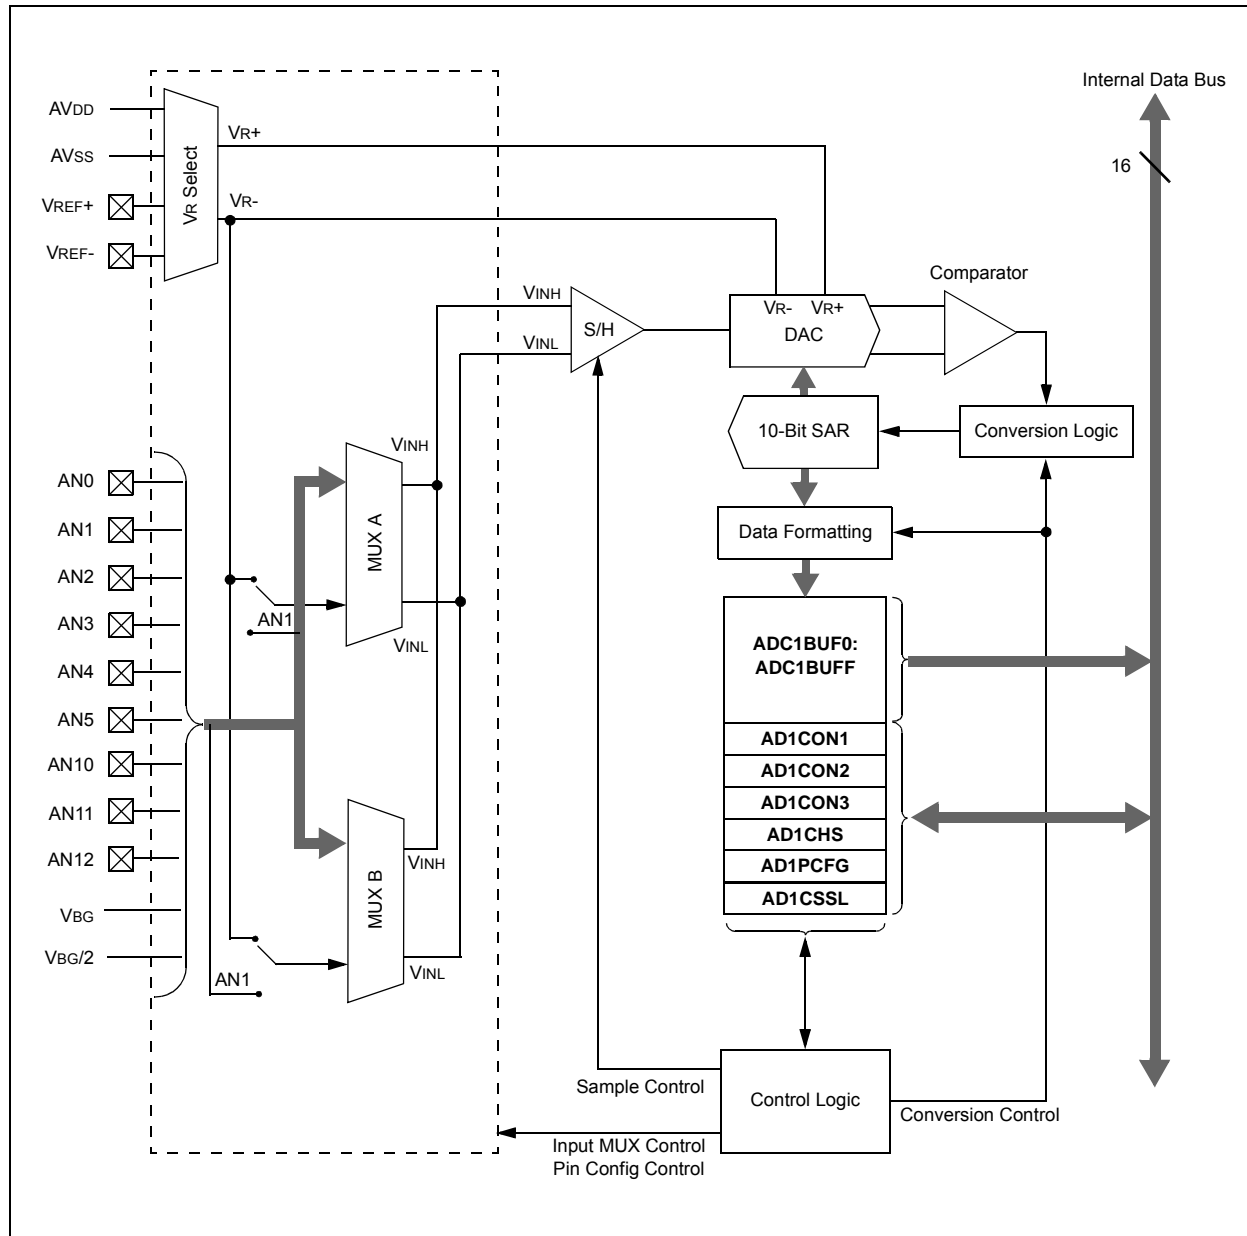 Internal Data Bus
16
AVDD
AVSS
VREF+
VREF-
VR Select
VR+
VR-
Comparator
VINH
VINL
S/H
VR- VR+
DAC
10-Bit SAR
Conversion Logic
Data Formatting
VINH
MUX A
VINL
AN1
AN0
AN1
AN2
AN3
AN4
AN5
AN10
AN11
AN12
VBG
VBG/2
AN1
VINH
MUX B
VINL
ADC1BUF0:
ADC1BUFF
AD1CON1
AD1CON2
AD1CON3
AD1CHS
AD1PCFG
AD1CSSL
Sample Control
Control Logic
Conversion Control
Input MUX Control
Pin Config Control